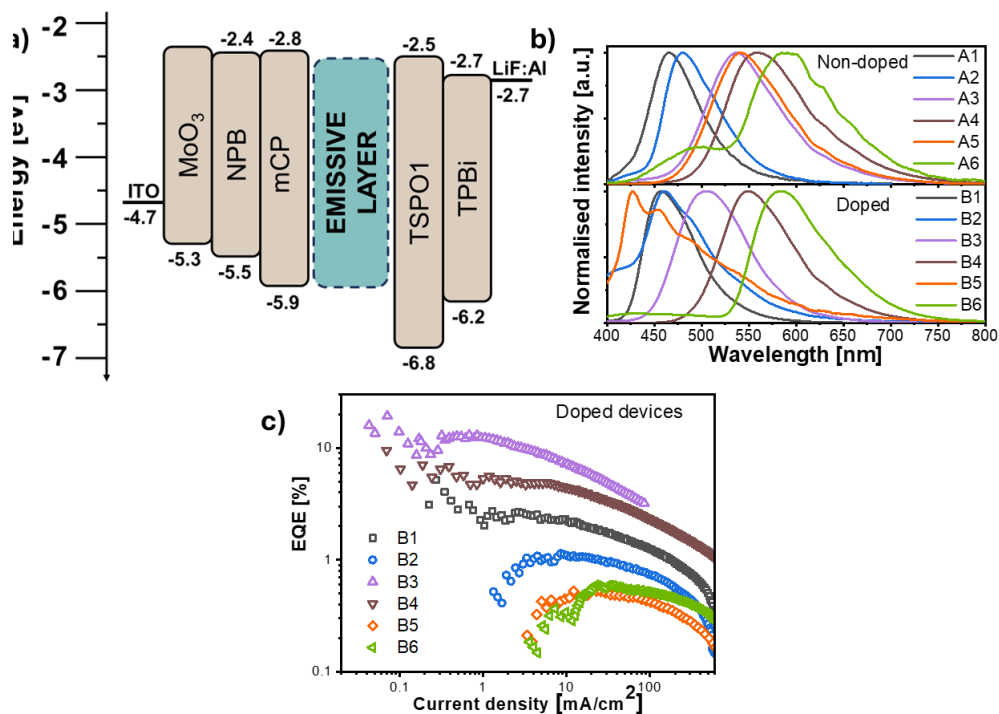 a)
-2
-3
-4
-5
-6
-7
Energy [eV]
ITO
-4.7
MoO3
-5.3
-2.4
NPB
-5.5
-2.8
mCP
-5.9
EMISSIVE
LAYER
-2.5
TSPO1
-6.8
-2.7
TPBi
-6.2
LiF:Al
-2.7
b)
Normalised intensity [a.u.]
Non-doped
A1
A2
A3
A4
A5
A6
Doped
B1
B2
B3
B4
B5
B6
400 450 500 550 600 650 700 750 800
Wavelength [nm]
c)
Doped devices
EQE [%]
10
1
0.1
B1
B2
B3
B4
B5
B6
0.1 1 10 100
Current density [mA/cm2]